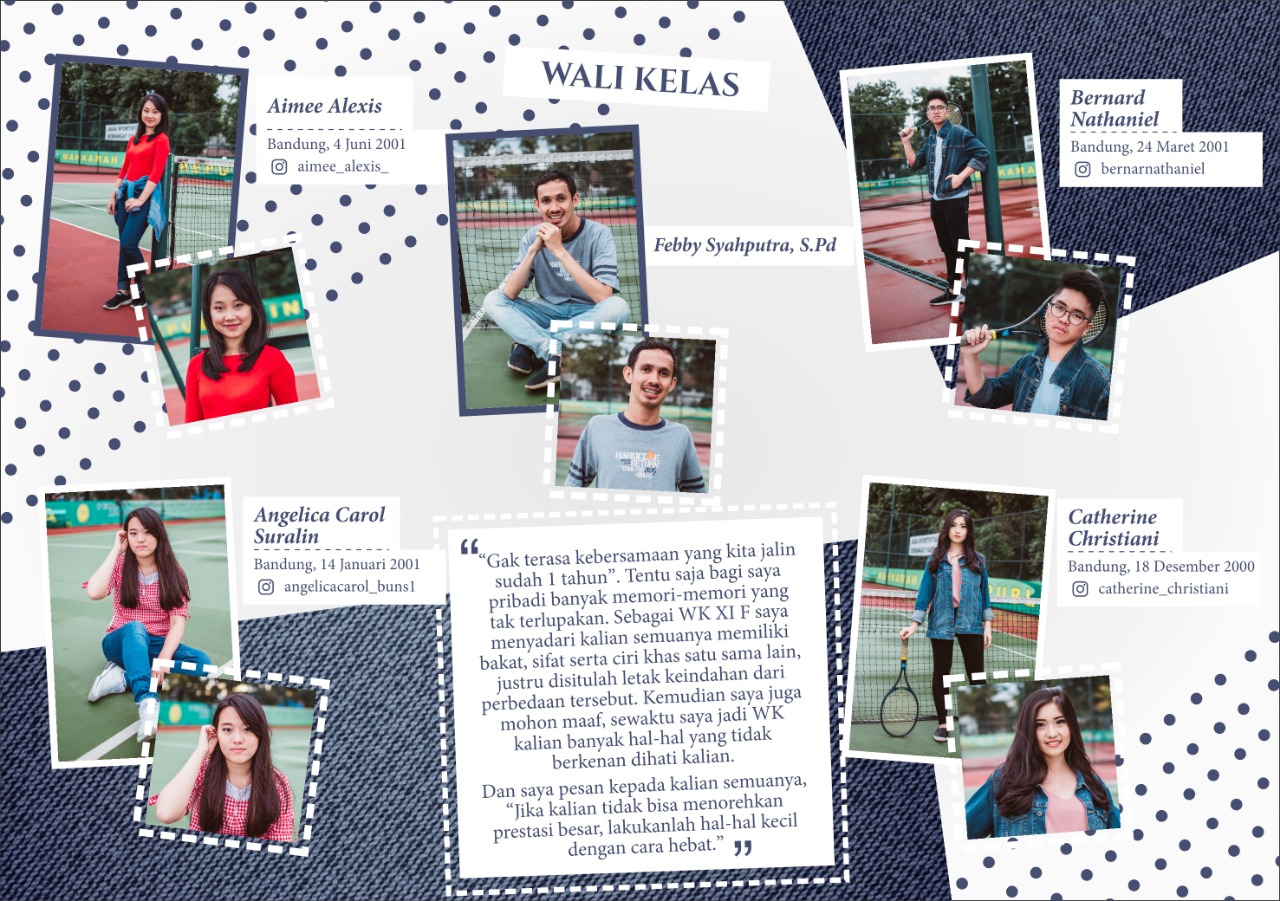 WALI KELAS
Aimee Alexis
Bandung, 4 Juni 2001
aimee_alexis_
Febby Syahputra, S.Pd
Bernard
Nathaniel
Bandung, 24 Maret 2001
bernarnathaniel
Angelica Carol
Suralin
Bandung, 14 Januari 2001
angelicacarol_buns1
“
“Gak terasa kebersamaan yang kita jalin
sudah 1 tahun”. Tentu saja bagi saya
pribadi banyak memori-memori yang
tak terlupakan. Sebagai WK XI F saya
menyadari kalian semuanya memiliki
bakat, sifat serta ciri khas satu sama lain,
justru disitulah letak keindahan dari
perbedaan tersebut. Kemudian saya juga
mohon maaf, sewaktu saya jadi WK
kalian banyak hal-hal yang tidak
berkenan dihati kalian.
Dan saya pesan kepada kalian semuanya,
“Jika kalian tidak bisa menorehkan
prestasi besar, lakukanlah hal-hal kecil
dengan cara hebat.” ”
Catherine
Christiani
Bandung, 18 Desember 2000
catherine_christiani